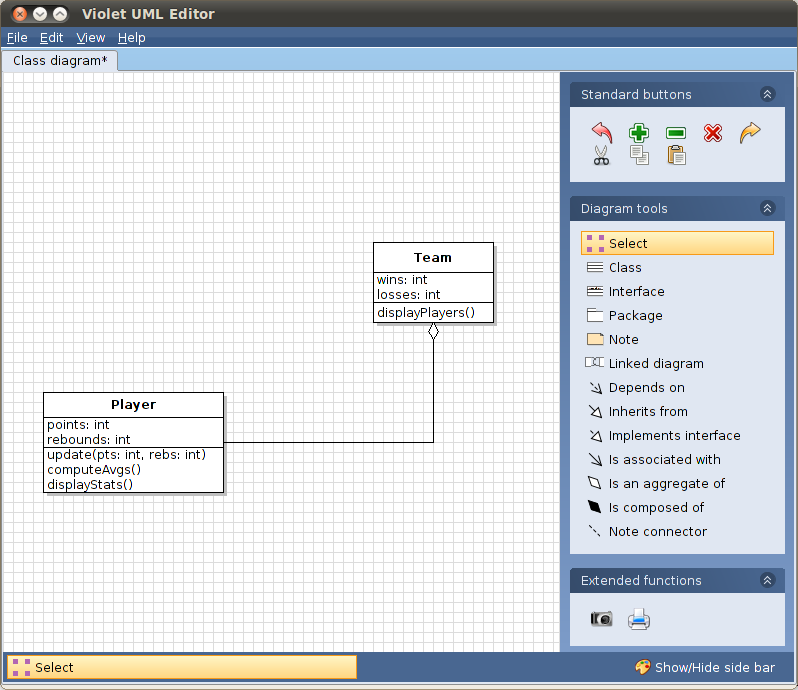 Violet UML Editor
File Edit View Help
Class diagram*
Standard buttons
Diagram tools
Select
Class
Interface
Package
Note
Linked diagram
Depends on
Inherits from
Implements interface
Is associated with
Is an aggregate of
Is composed of
Note connector
Extended functions
Team
wins: int
losses: int
displayPlayers()
Player
points: int
rebounds: int
update(pts: int, rebs: int)
computeAvgs()
displayStats()
Select
Show/Hide side bar